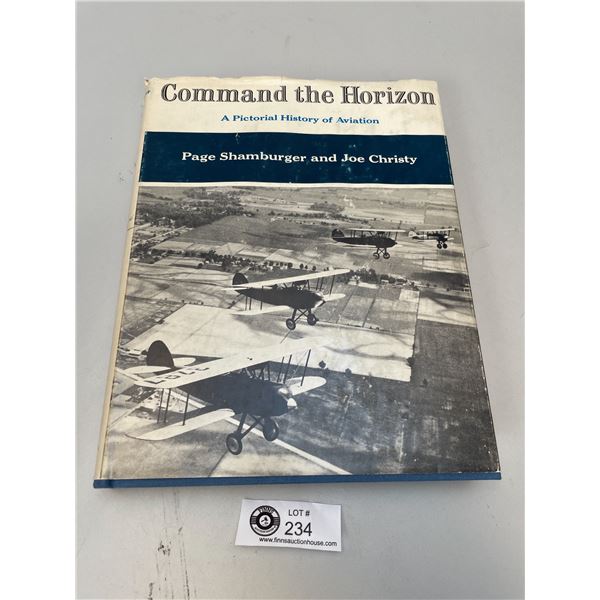 Command the Horizon
A Pictorial History of Aviation
Page Shamburger and Joe Christy
LOT #
234
www.finnsauctionhouse.com